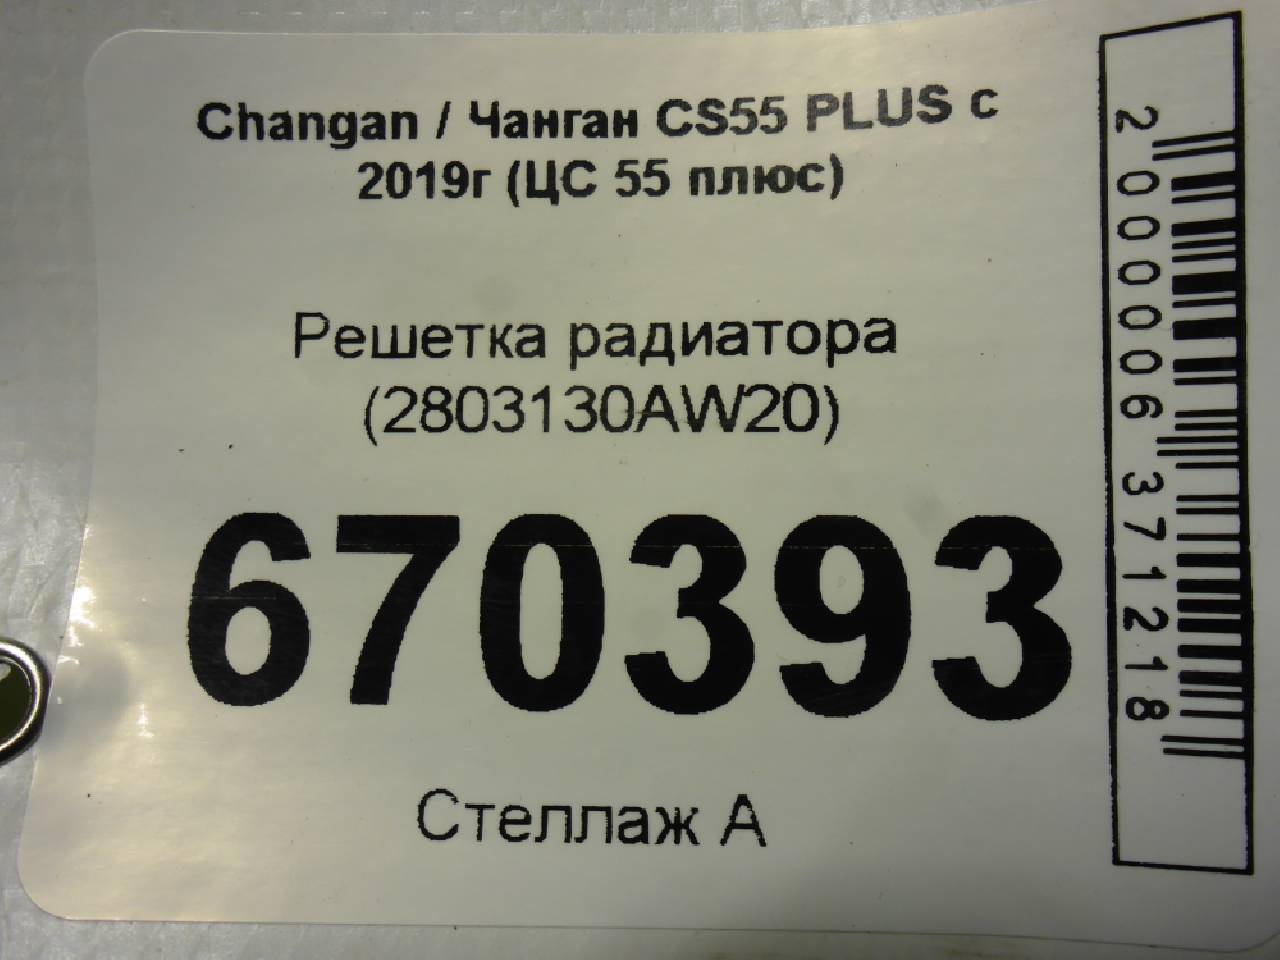 Changan / Чанган CS55 PLUS с
2019г (ЦС 55 плюс)
Решетка радиатора
(2803130AW20)
670393
Стеллаж А
2000006371218